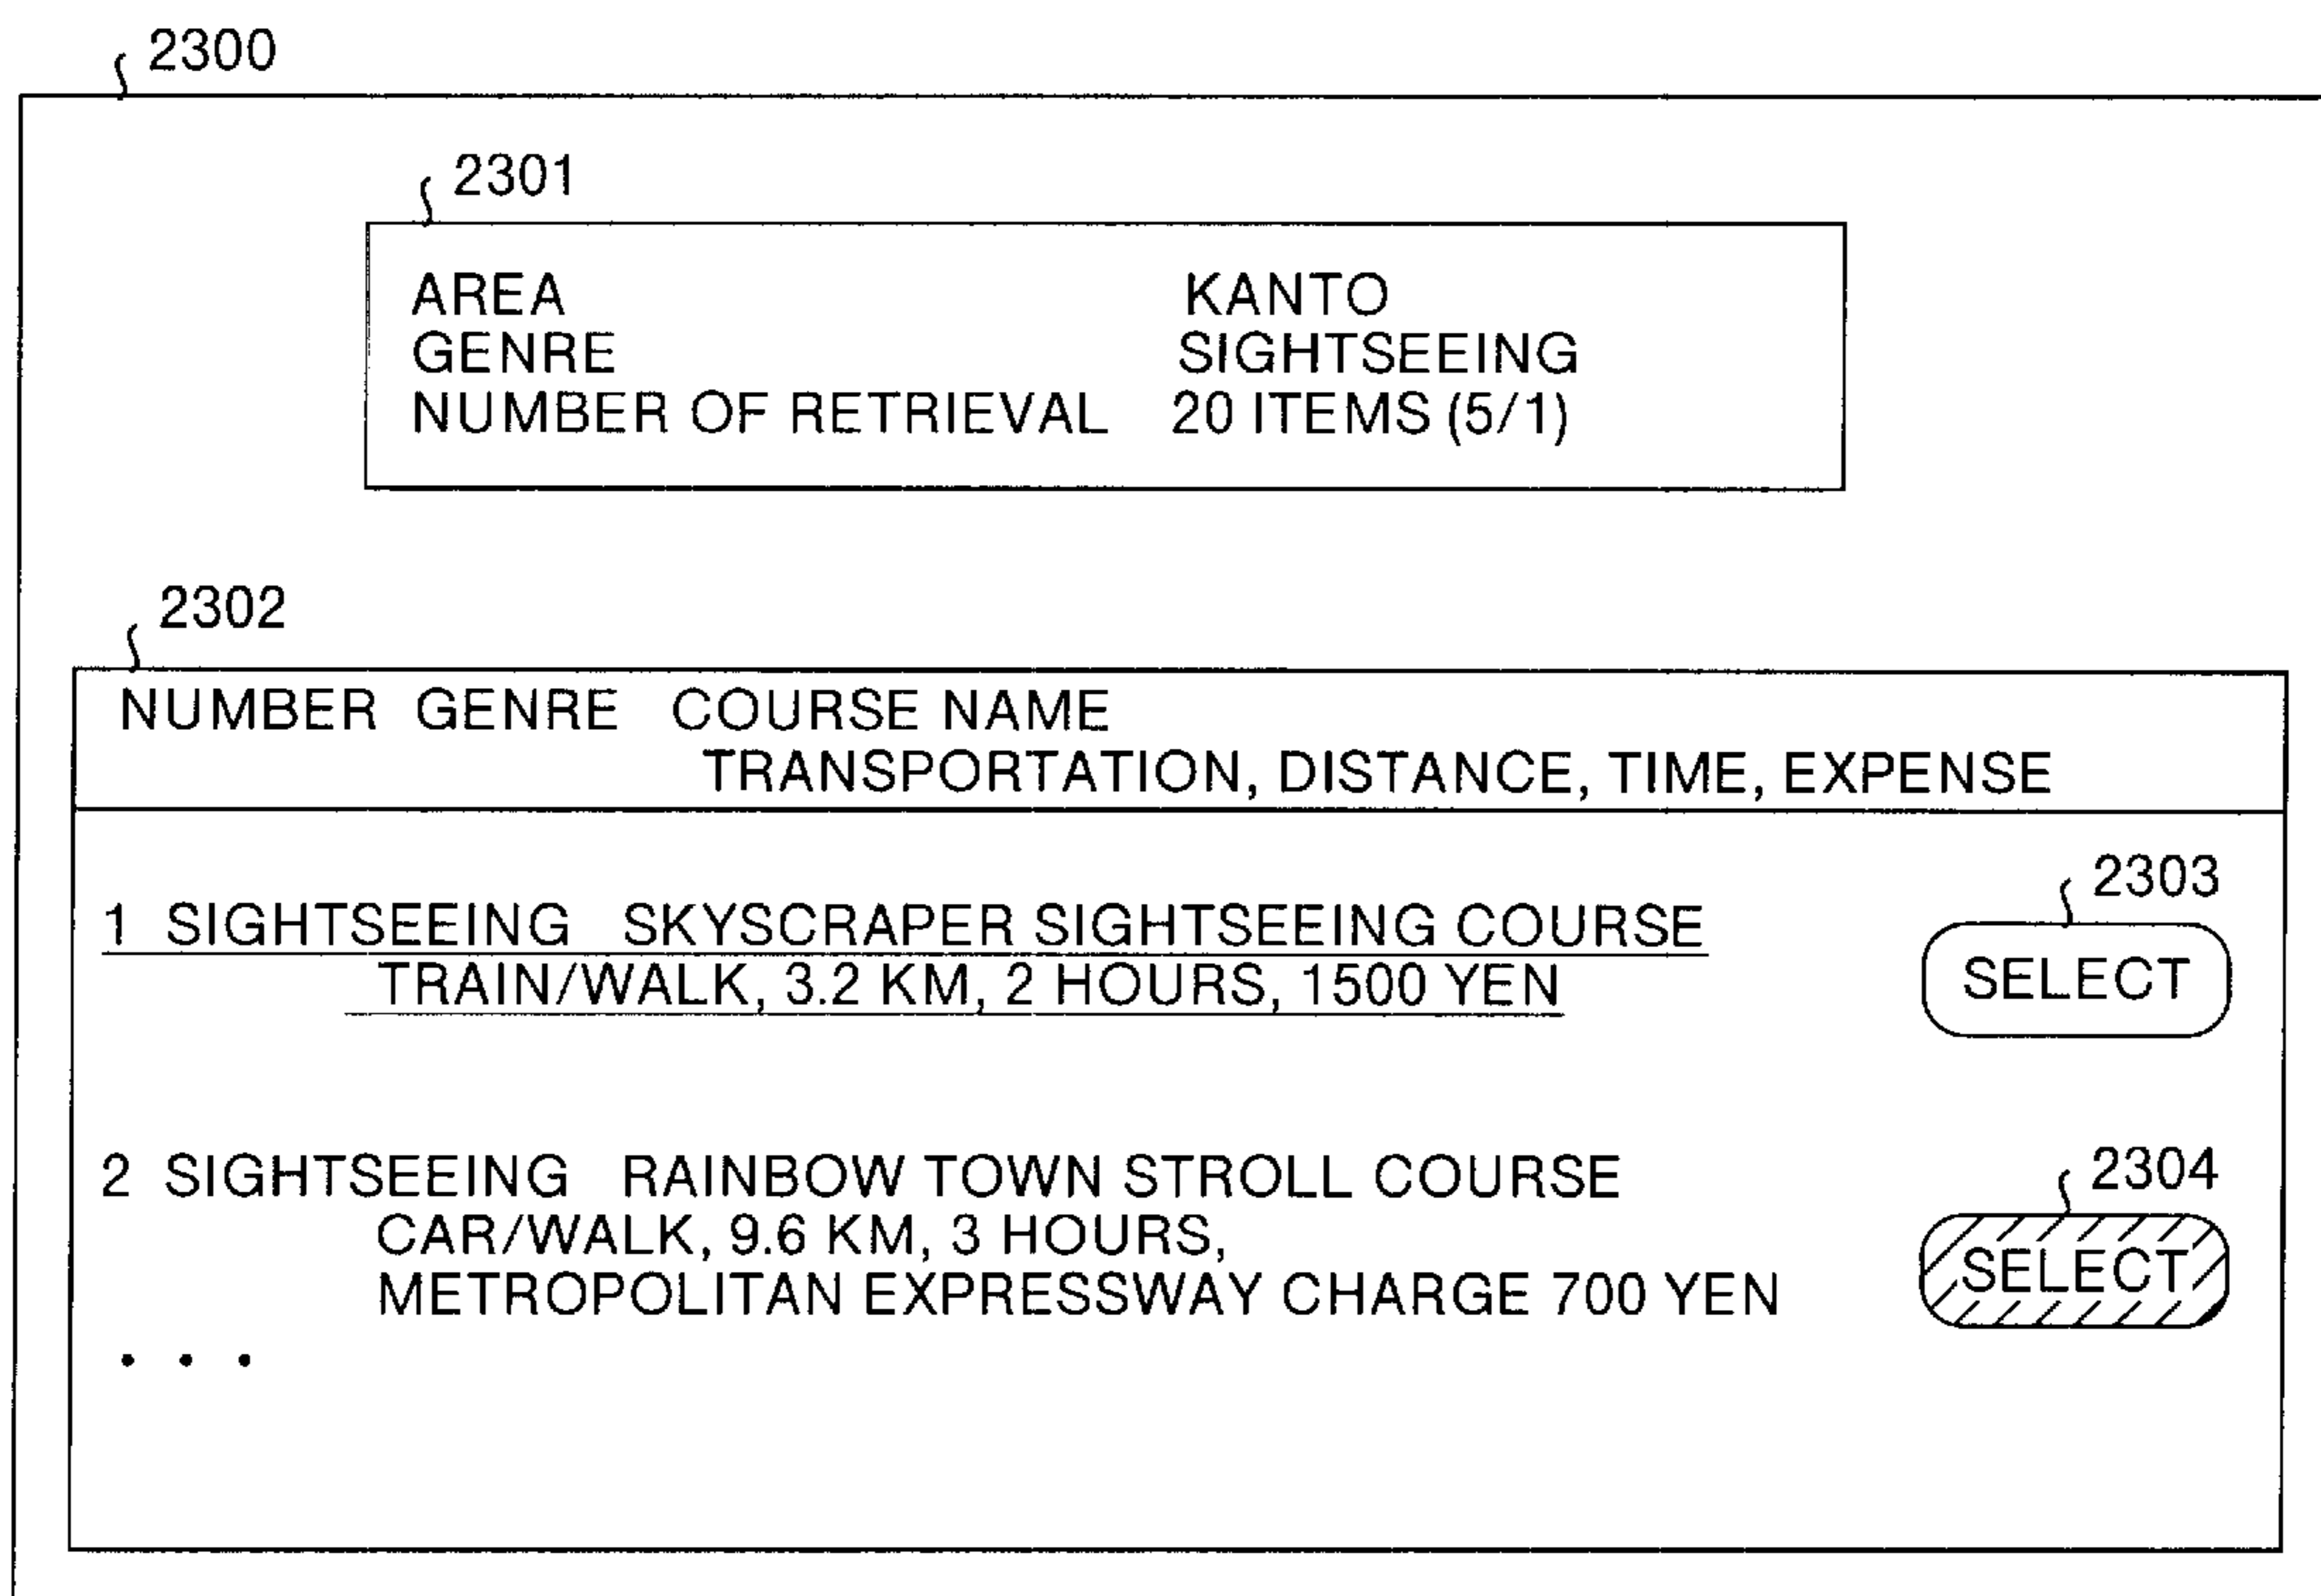 2300
2301
AREA KANTO
GENRE SIGHTSEEING
NUMBER OF RETRIEVAL 20 ITEMS (5/1)
2302
NUMBER GENRE COURSE NAME
TRANSPORTATION, DISTANCE, TIME, EXPENSE
2303
1 SIGHTSEEING SKYSCRAPER SIGHTSEEING COURSE
TRAIN/WALK, 3.2 KM, 2 HOURS, 1500 YEN
SELECT
2304
2 SIGHTSEEING RAINBOW TOWN STROLL COURSE
CAR/WALK, 9.6 KM, 3 HOURS,
SELECT
METROPOLITAN EXPRESSWAY CHARGE 700 YEN
• • •